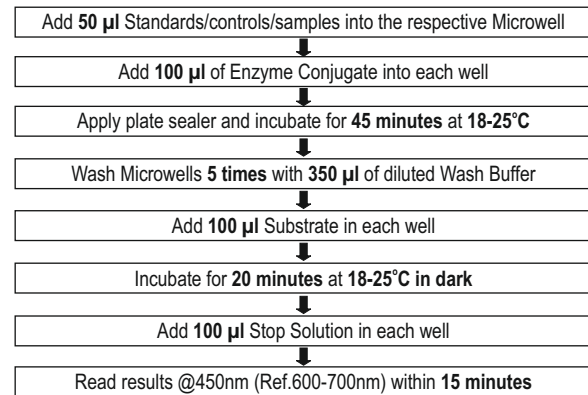 Add 50 µl Standards/controls/samples into the respective Microwell
Add 100 µl of Enzyme Conjugate into each well
Apply plate sealer and incubate for 45 minutes at 18-25°C
Wash Microwells 5 times with 350 µl of diluted Wash Buffer
Add 100 µl Substrate in each well
Incubate for 20 minutes at 18-25°C in dark
Add 100 µl Stop Solution in each well
Read results @450nm (Ref.600-700nm) within 15 minutes